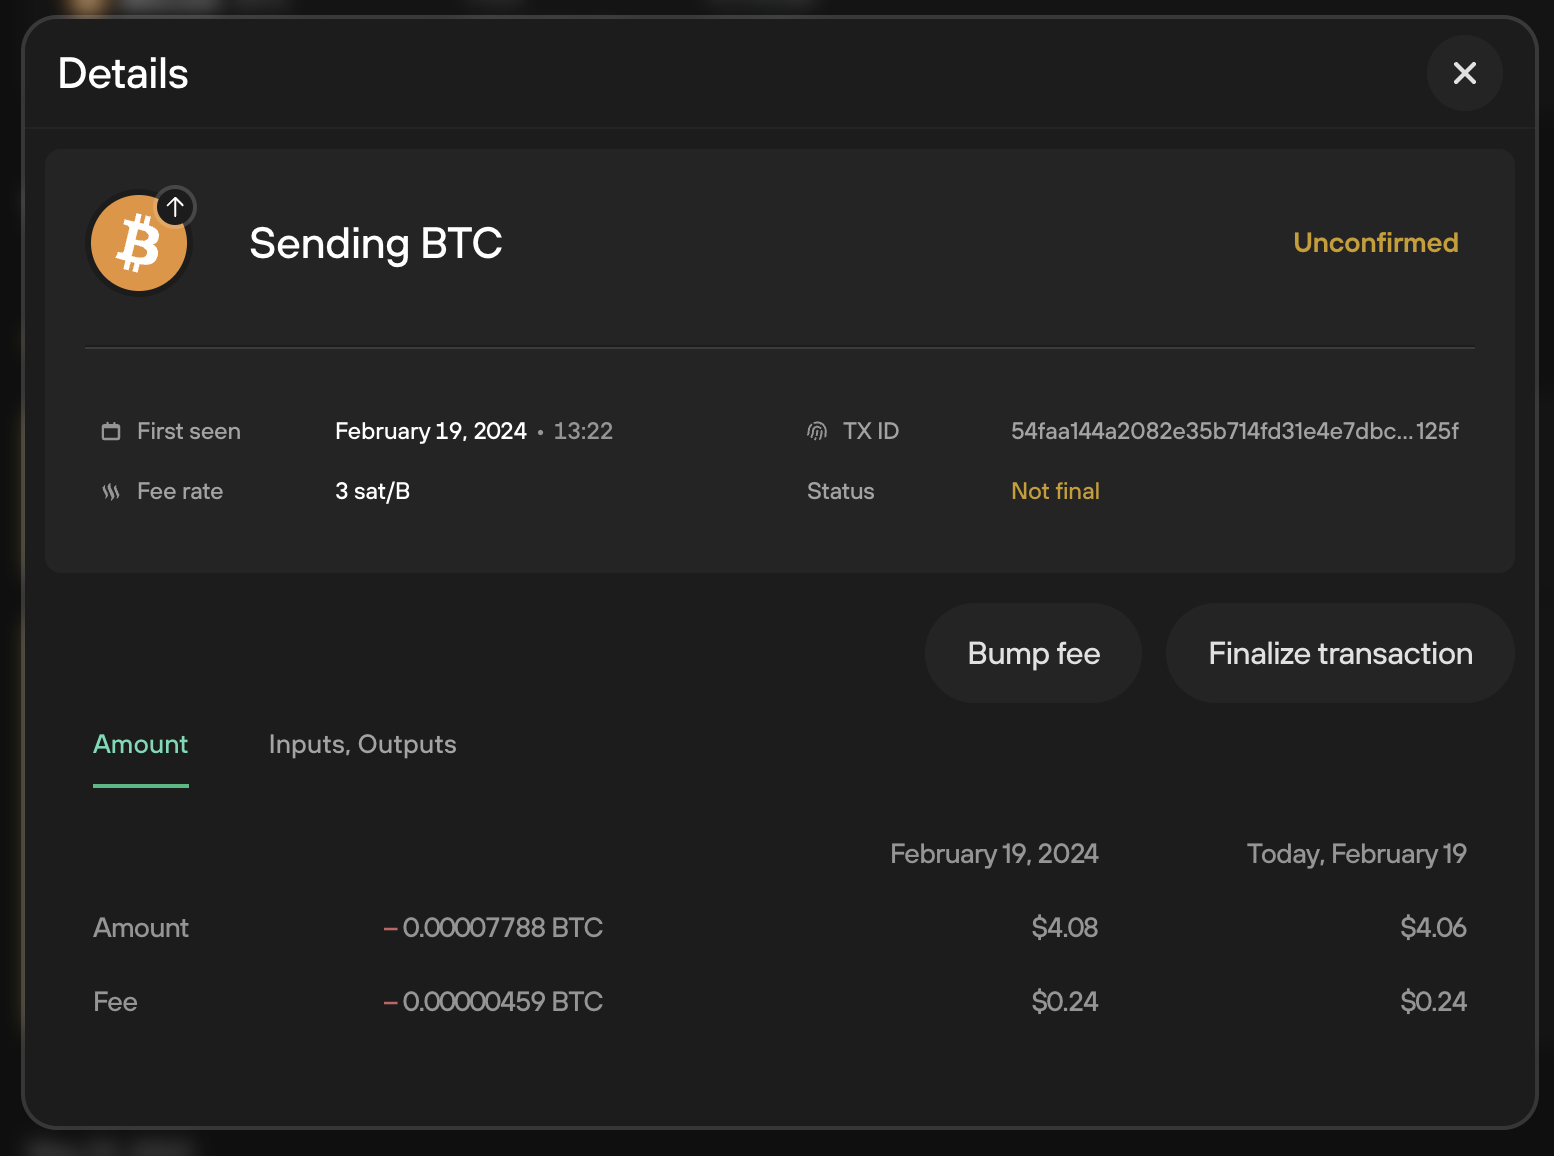 Details
Sending BTC
Unconfirmed
First seen February 19, 2024 • 13:22 TX ID 54faa144a2082e35b714fd31e4e7dbc...125f
Fee rate 3 sat/B Status Not final
Bump fee Finalize transaction
Amount Inputs, Outputs
February 19, 2024 Today, February 19
Amount – 0.00007788 BTC $4.08 $4.06
Fee – 0.00000459 BTC $0.24 $0.24